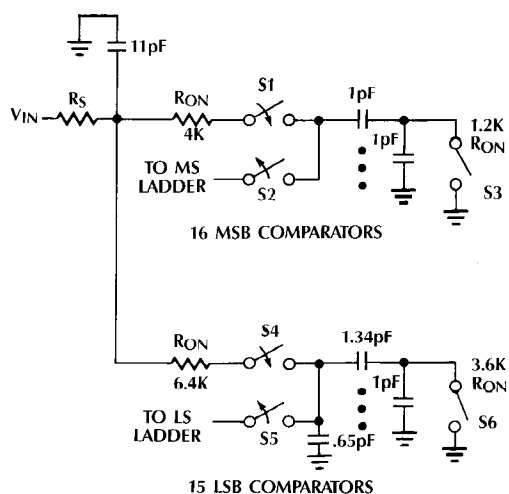 11pF
VIN
RS
RON
4K
S1
1pF
1pF
1.2K
RON
TO MS
LADDER
S2
S3
16 MSB COMPARATORS
RON
6.4K
S4
1.34pF
1pF
3.6K
RON
TO LS
LADDER
S5
.65pF
S6
15 LSB COMPARATORS